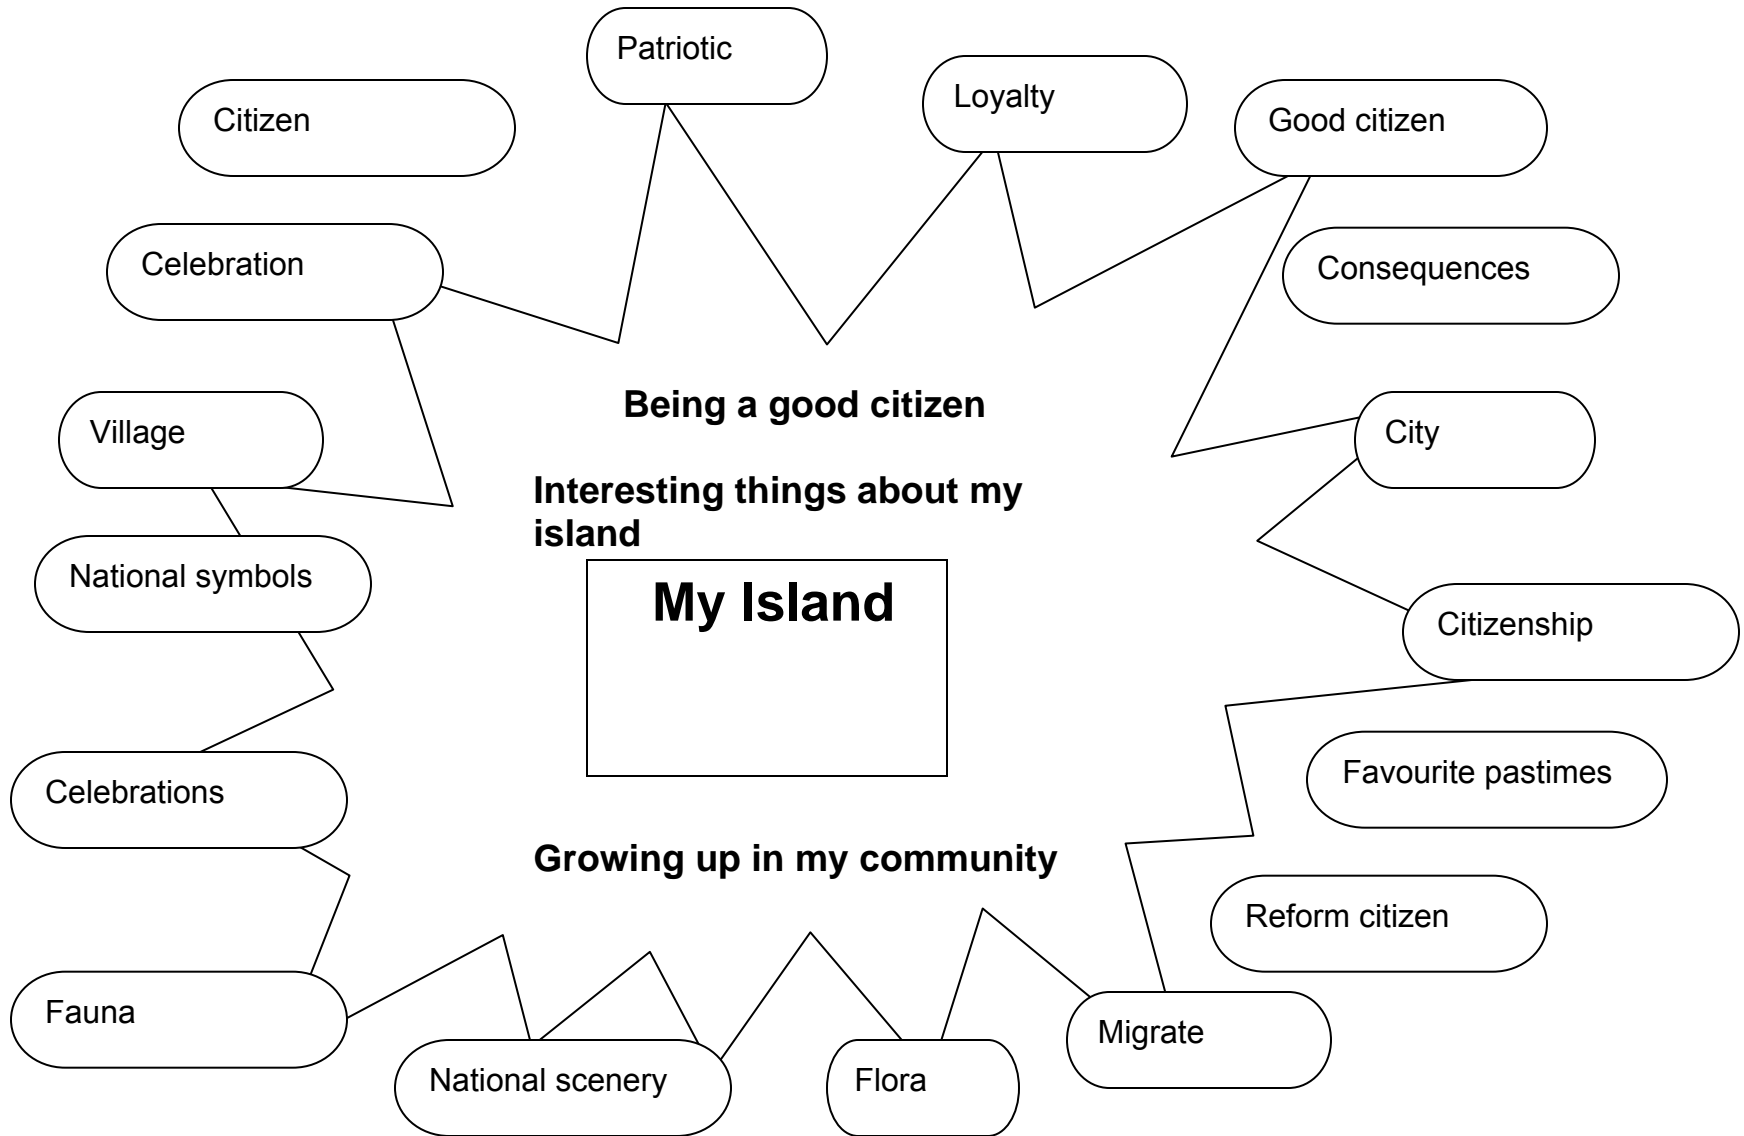 Patriotic
Loyalty
Citizen
Good citizen
Celebration
Consequences
Being a good citizen
Village
City
Interesting things about my
island
National symbols
My Island
Citizenship
Favourite pastimes
Celebrations
Growing up in my community
Reform citizen
Fauna
Migrate
National scenery
Flora